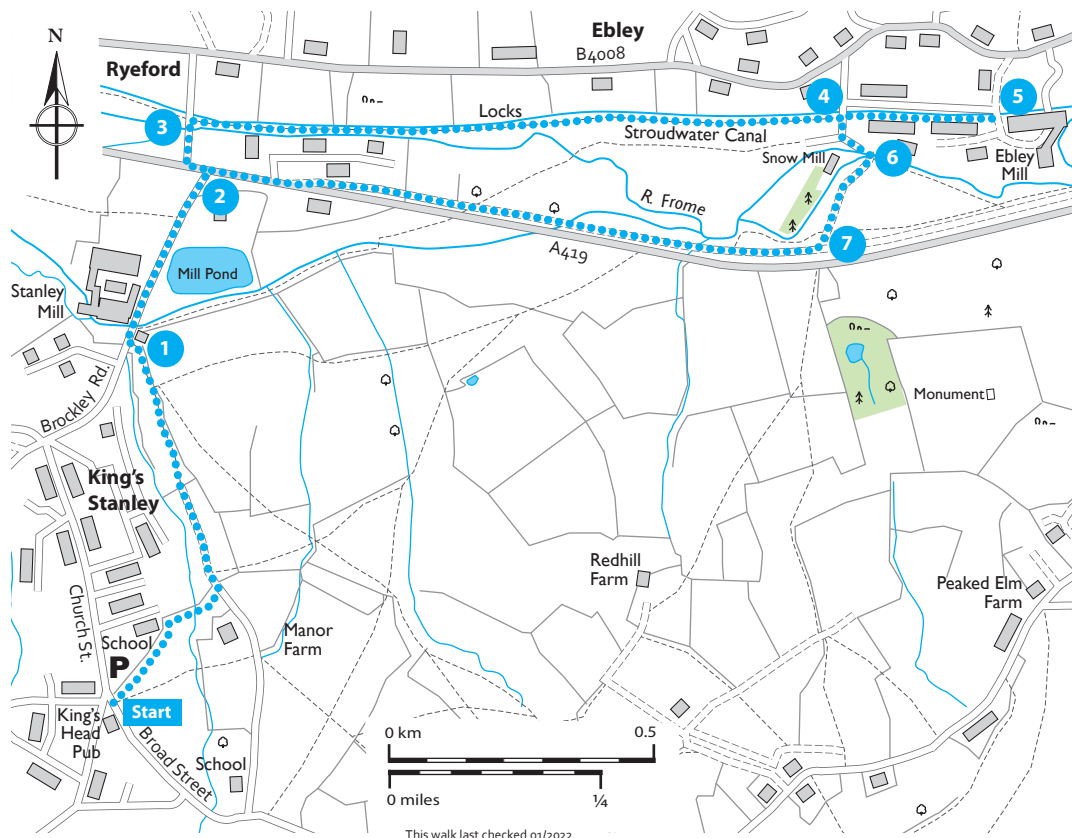 N
Ebley
B4008
Ryeford
Locks
4
5
3
Stroudwater Canal
Snow Mill
6
Ebley
Mill
2
R. Frome
7
A419
Mill Pond
Stanley
Mill
1
Monument
Brockley Rd.
King's
Stanley
Redhill
Farm
Peaked Elm
Farm
Church St.
School
Manor
Farm
P
Start
King's
Head
Pub
Broad Street
School
0 km 0.5
0 miles ¼
This walk last checked 01/2022